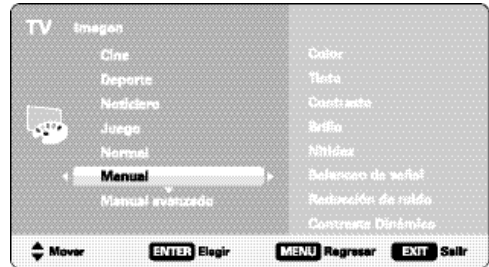 TV Imagen
Cine
Deporte
Noticiero
Juego
Normal
Manual
Manual avanzado
Color
Tinte
Contraste
Brillo
Nitidez
Balanceo de señal
Reducción de ruido
Contraste Dinámico
Mover ENTER Elegir MENU Regresar EXIT Salir